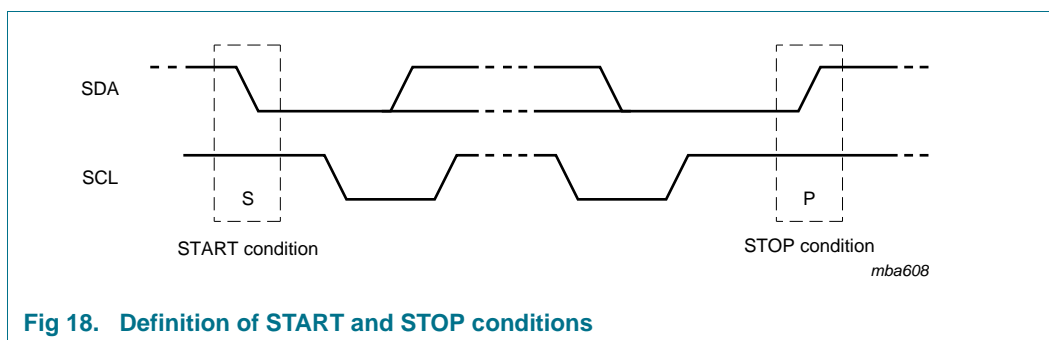 SDA
SCL
S
P
START condition
STOP condition
mba608
Fig 18. Definition of START and STOP conditions